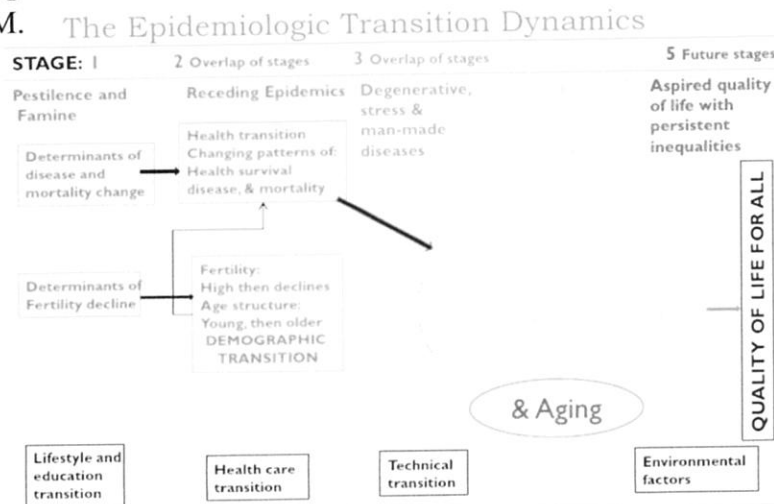 M.
The Epidemiologic Transition Dynamics
STAGE: 1
2 Overlap of stages
3 Overlap of stages
5 Future stages
Pestilence and
Famine
Receding Epidemics
Degenerative,
stress &
man-made
diseases
Aspired quality
of life with
persistent
inequalities
Determinants of
disease and
mortality change
Health transition
Changing patterns of:
Health survival
disease, & mortality
Determinants of
Fertility decline
Fertility:
High then declines
Age structure:
Young, then older
DEMOGRAPHIC
TRANSITION
QUALITY OF LIFE FOR ALL
& Aging
Lifestyle and
education
transition
Health care
transition
Technical
transition
Environmental
factors